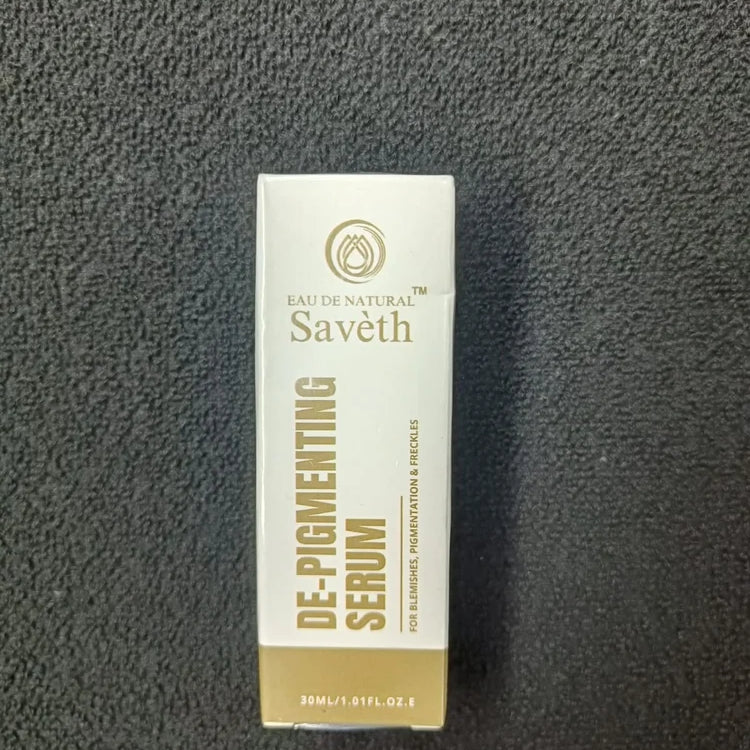 EAU DE NATURAL™
Savèth
DE-PIGMENTING
SERUM
FOR BLEMISHES, PIGMENTATION & FRECKLES
30ML/1.01FL.OZ.E